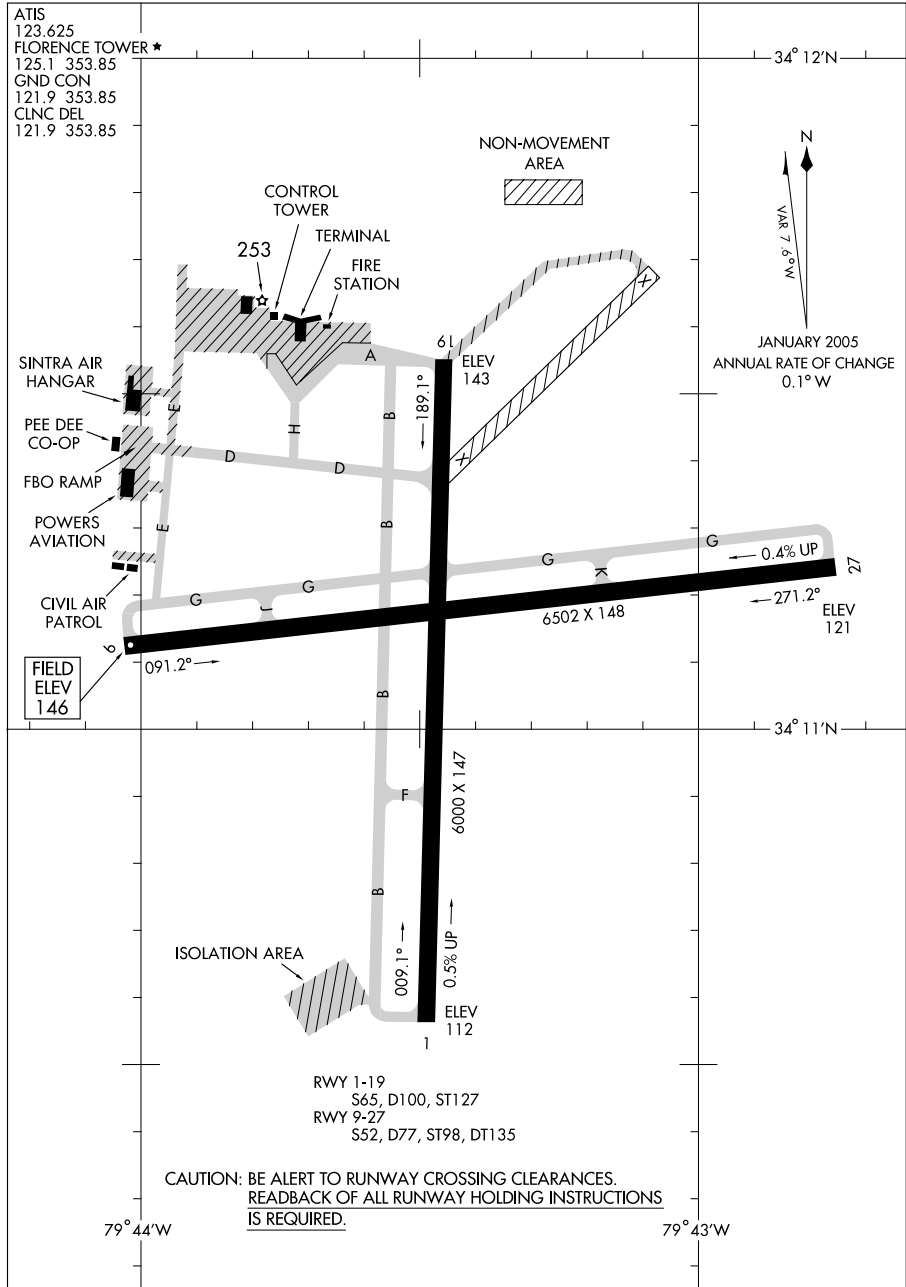 ATIS
123.625
FLORENCE TOWER ★
125.1 353.85
GND CON
121.9 353.85
CLNC DEL
121.9 353.85
34° 12'N
NON-MOVEMENT
AREA
N
VAR 7.6° W
JANUARY 2005
ANNUAL RATE OF CHANGE
0.1° W
CONTROL
TOWER
TERMINAL
253
FIRE
STATION
X
19
A
ELEV
143
SINTRA AIR
HANGAR
189.1°
B
E
PEE DEE
CO-OP
H
D
D
X
FBO RAMP
POWERS
AVIATION
E
B
G
G
0.4% UP
27
CIVIL AIR
PATROL
G
G
J
K
271.2°
6502 X 148
ELEV
121
9
091.2°
FIELD
ELEV
146
B
34° 11'N
6000 X 147
F
B
ISOLATION AREA
009.1°
0.5% UP
ELEV
112
1
RWY 1-19
S65, D100, ST127
RWY 9-27
S52, D77, ST98, DT135
CAUTION: BE ALERT TO RUNWAY CROSSING CLEARANCES.
READBACK OF ALL RUNWAY HOLDING INSTRUCTIONS
IS REQUIRED.
79° 44'W
79° 43'W